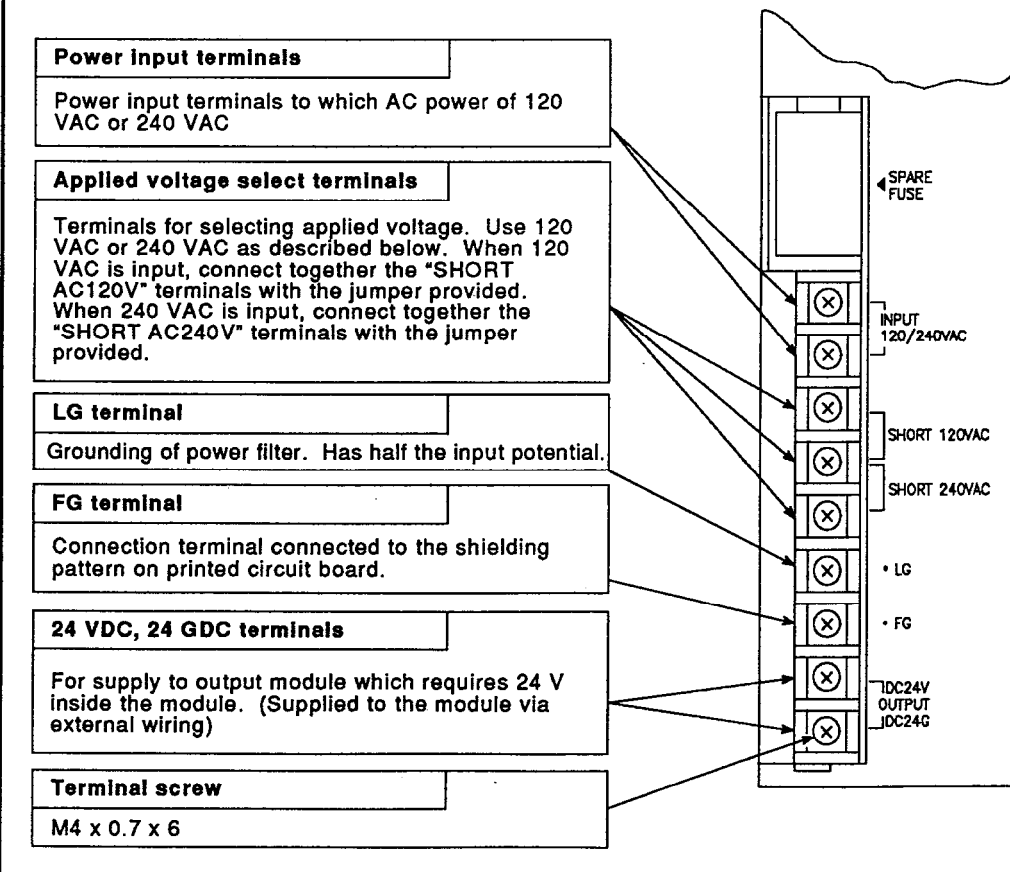 Power input terminals
Power input terminals to which AC power of 120
VAC or 240 VAC
Applied voltage select terminals
Terminals for selecting applied voltage. Use 120
VAC or 240 VAC as described below. When 120
VAC is input, connect together the "SHORT
AC120V" terminals with the jumper provided.
When 240 VAC is input, connect together the
"SHORT AC240V" terminals with the jumper
provided.
LG terminal
Grounding of power filter. Has half the input potential.
FG terminal
Connection terminal connected to the shielding
pattern on printed circuit board.
24 VDC, 24 GDC terminals
For supply to output module which requires 24 V
inside the module. (Supplied to the module via
external wiring)
Terminal screw
M4 x 0.7 x 6
SPARE
FUSE
INPUT
120/240VAC
SHORT 120VAC
SHORT 240VAC
• LG
• FG
DC24V
OUTPUT
DC24G